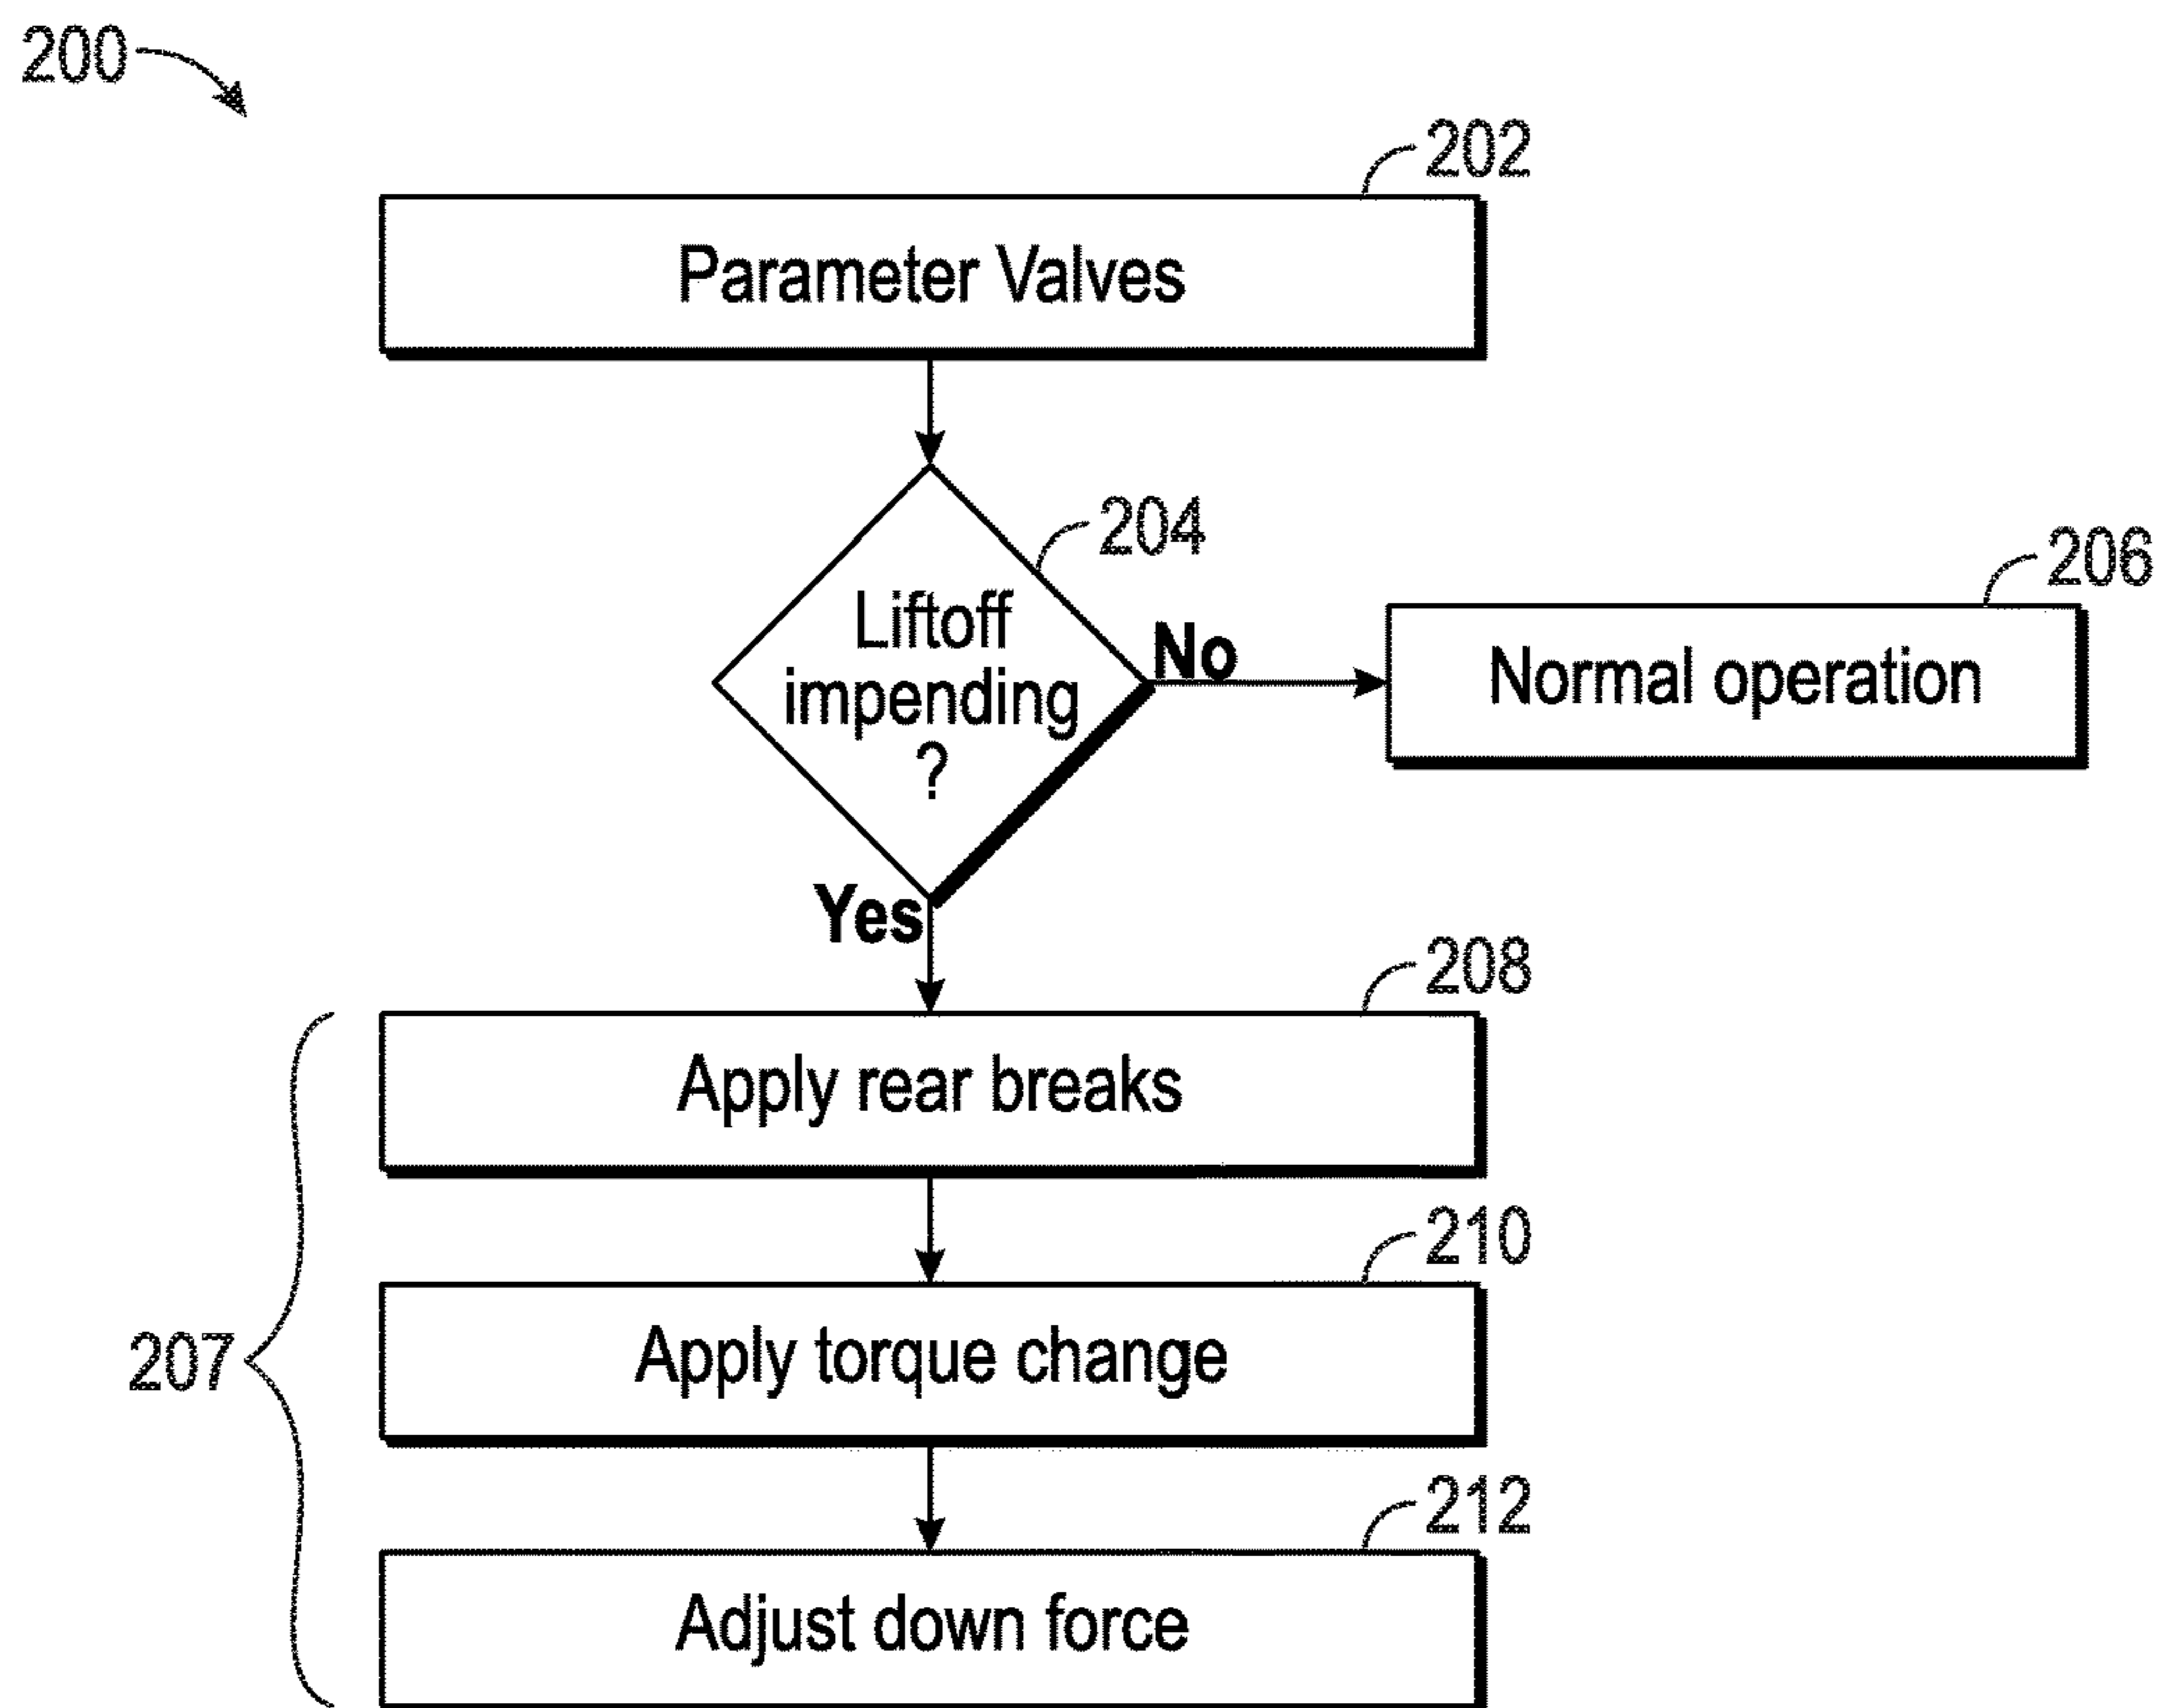 200
202
Parameter Valves
204
Liftoff
impending
?
No
206
Normal operation
Yes
208
Apply rear breaks
210
Apply torque change
207
212
Adjust down force